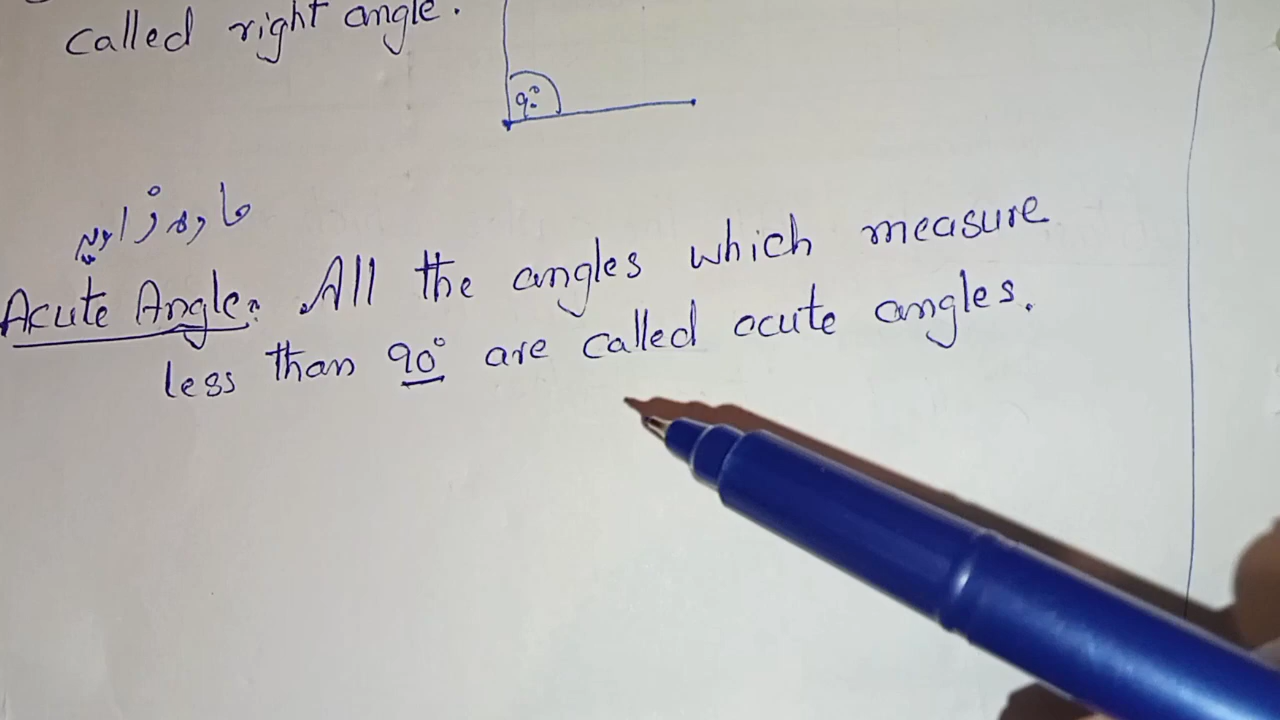 called right angle.
90°
حاده زاویہ
Acute Angle: All the angles which measure
less than 90° are called acute angles.